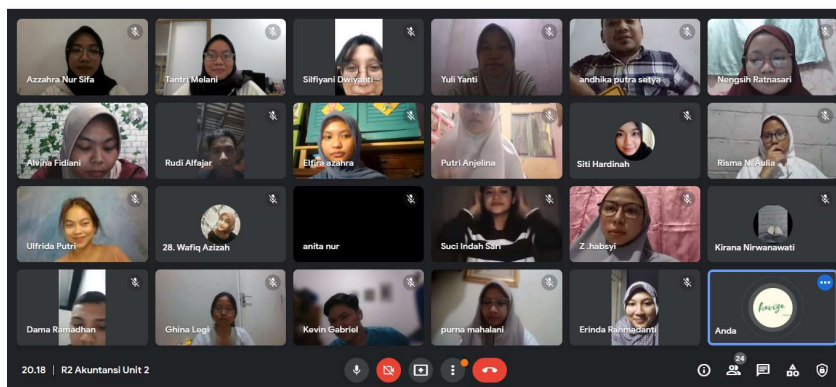 Azzahra Nur Sifa
Tantri Melani
Silfiyani Dwiyanti
Yuli Yanti
andhika putra setya
Nengsih Ratnasari
Alvina Fidiani
Rudi Alfajar
Elfira azahra
Putri Anjelina
Siti Hardinah
Risma N. Aulia
Ulfrida Putri
28. Wafiq Azizah
anita nur
Suci Indah Sari
Z .habsyi
Kirana Nirwanawati
Dama Ramadhan
Ghina Legi
Kevin Gabriel
purna mahalani
Erinda Rahmadanti
Anda
20.18 | R2 Akuntansi Unit 2
24